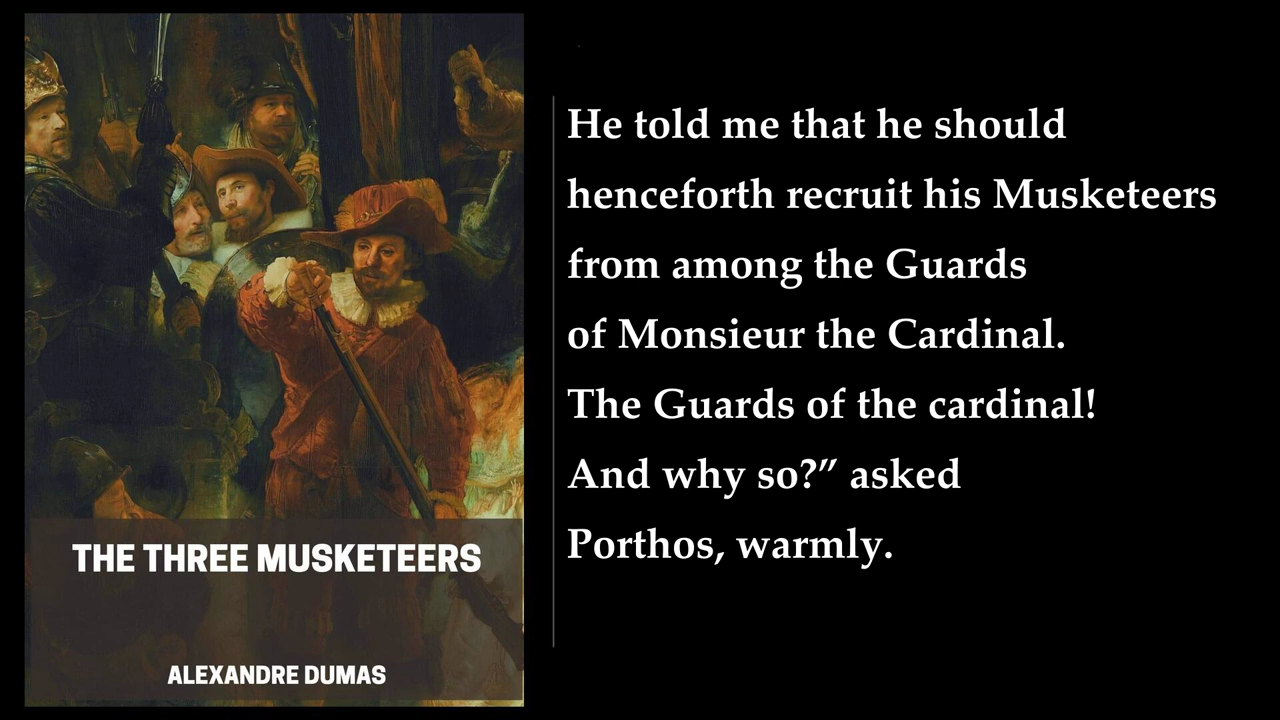 THE THREE MUSKETEERS
ALEXANDRE DUMAS
He told me that he should
henceforth recruit his Musketeers
from among the Guards
of Monsieur the Cardinal.
The Guards of the cardinal!
And why so?” asked
Porthos, warmly.